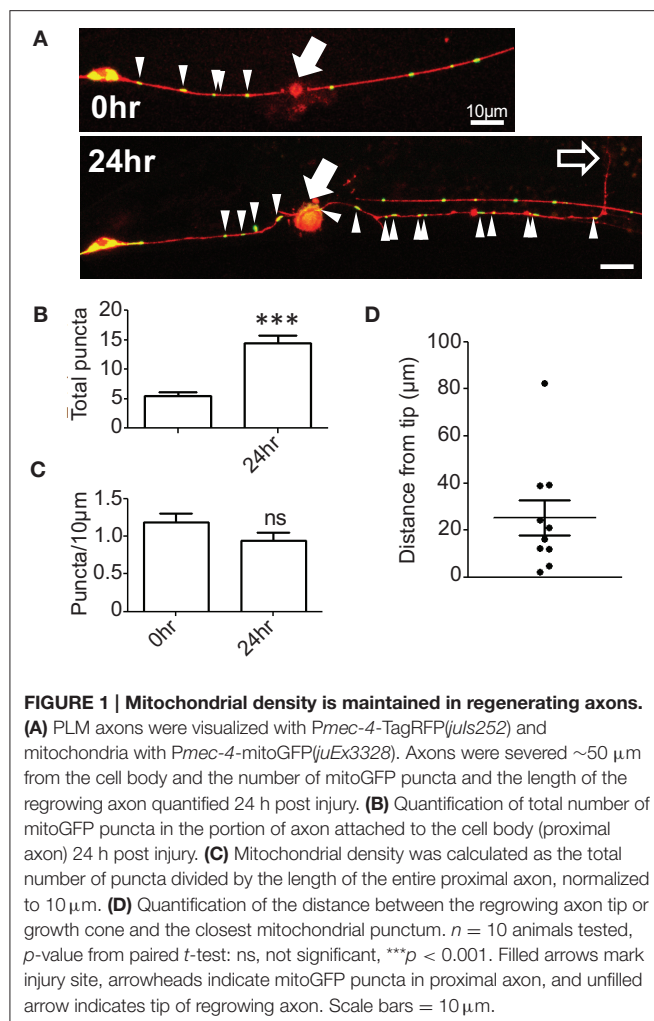 A
0hr
10µm
24hr
B
Total puncta
20
15
10
5
0
***
24hr
C
Puncta/10µm
1.5
1.0
0.5
0.0
ns
0hr
24hr
D
Distance from tip (µm)
100
80
60
40
20
0
FIGURE 1 | Mitochondrial density is maintained in regenerating axons.
(A) PLM axons were visualized with Pmec-4-TagRFP(juIs252) and
mitochondria with Pmec-4-mitoGFP(juEx3328). Axons were severed ~50 µm
from the cell body and the number of mitoGFP puncta and the length of the
regrowing axon quantified 24 h post injury. (B) Quantification of total number of
mitoGFP puncta in the portion of axon attached to the cell body (proximal
axon) 24 h post injury. (C) Mitochondrial density was calculated as the total
number of puncta divided by the length of the entire proximal axon, normalized
to 10 µm. (D) Quantification of the distance between the regrowing axon tip or
growth cone and the closest mitochondrial punctum. n = 10 animals tested,
p-value from paired t-test: ns, not significant, ***p < 0.001. Filled arrows mark
injury site, arrowheads indicate mitoGFP puncta in proximal axon, and unfilled
arrow indicates tip of regrowing axon. Scale bars = 10 µm.